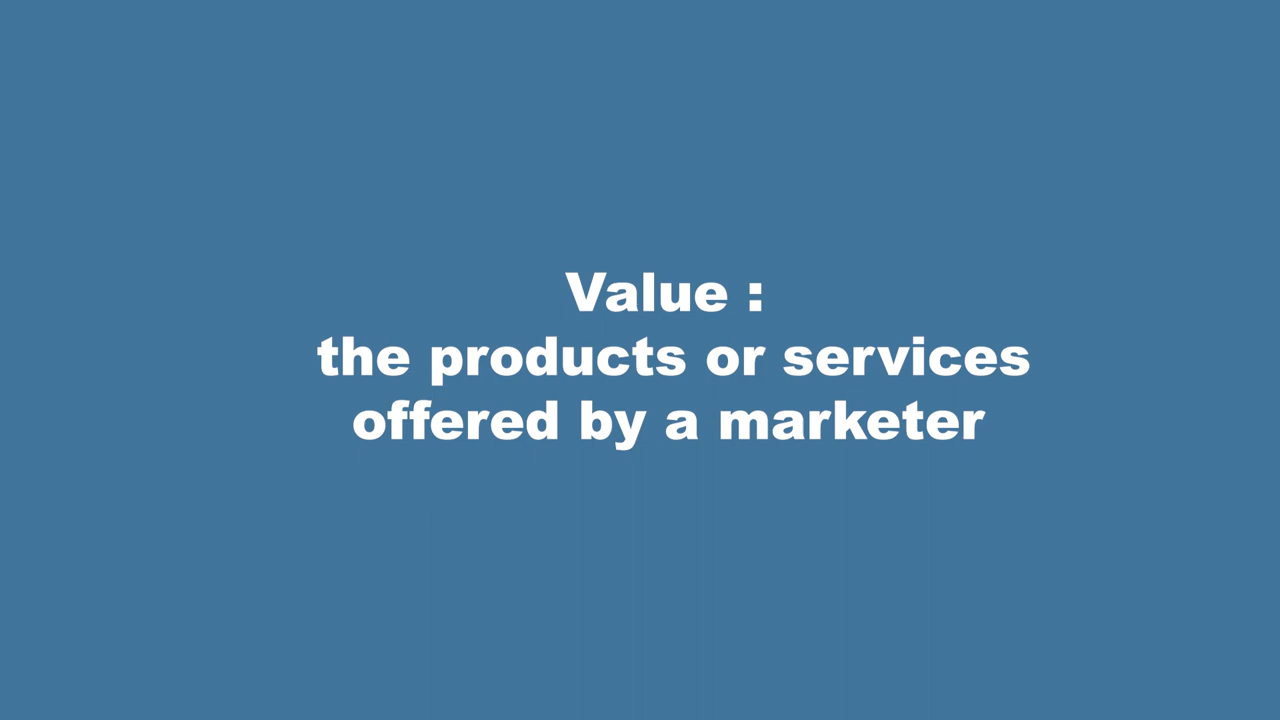 Value :
the products or services
offered by a marketer